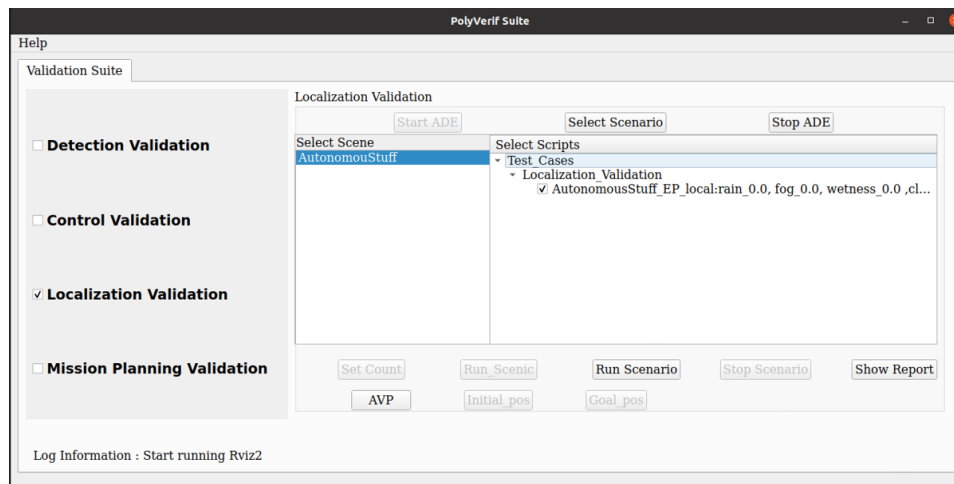 PolyVerif Suite
Help
Validation Suite
Detection Validation
Control Validation
Localization Validation
Mission Planning Validation
Localization Validation
Start ADE
Select Scenario
Stop ADE
Select Scene
AutonomouStuff
Select Scripts
Test_Cases
Localization_Validation
AutonomousStuff_EP_local:rain_0.0, fog_0.0, wetness_0.0 ,cl...
Set Count
Run_Scenic
Run Scenario
Stop Scenario
Show Report
AVP
Initial_pos
Goal_pos
Log Information : Start running Rviz2